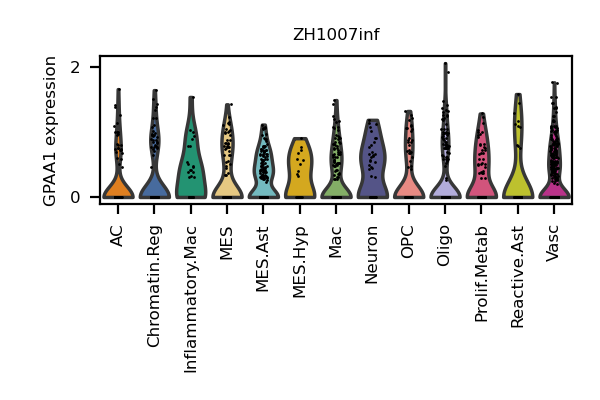 ZH1007inf
GPAA1 expression
2
0
AC
Chromatin.Reg
Inflammatory.Mac
MES
MES.Ast
MES.Hyp
Mac
Neuron
OPC
Oligo
Prolif.Metab
Reactive.Ast
Vasc